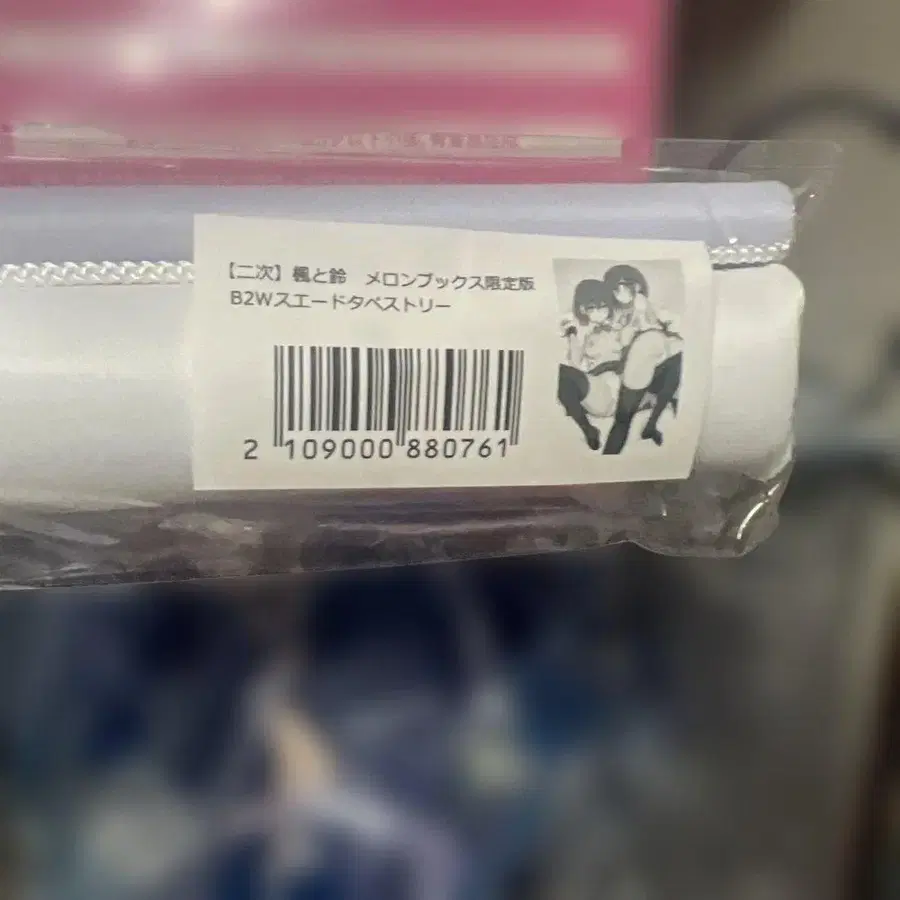 【二次】楓と鈴　メロンブックス限定版
B2Wスエードタペストリー
2 109000 880761